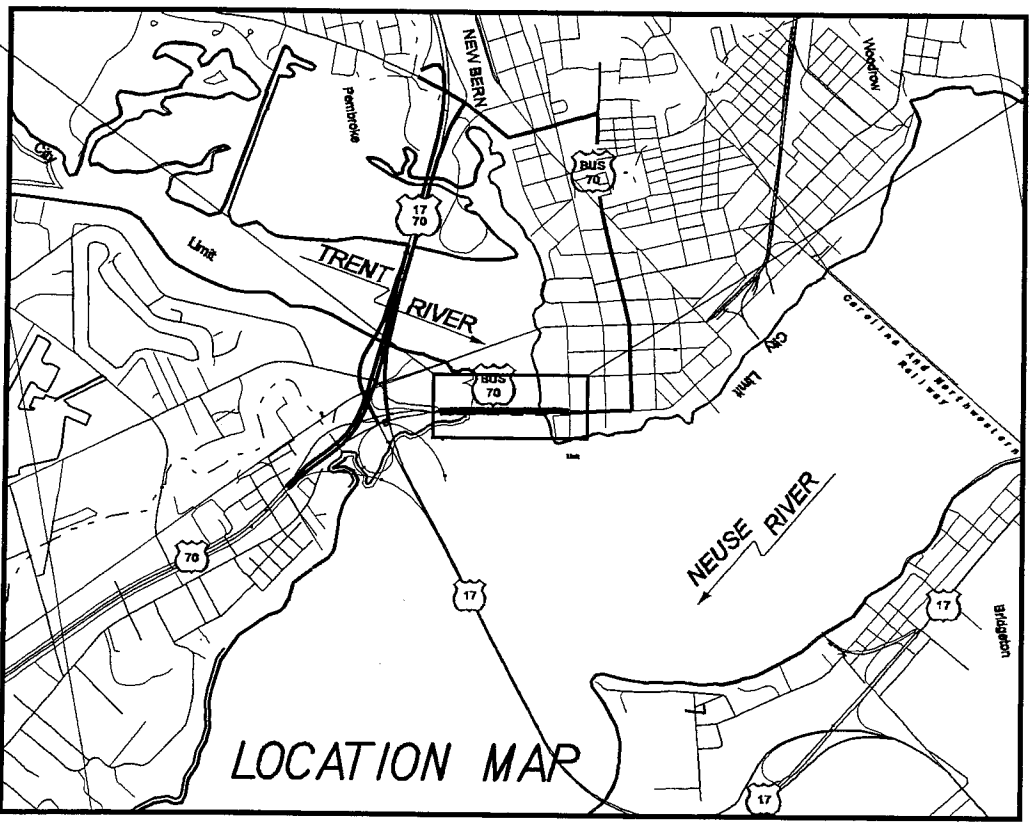 NEW BERN
Woodrow
Pembroke
City
BUS
70
17
70
Limit
TRENT
RIVER
Carolina And Northwestern
Railway
City
Limit
BUS
70
Limit
NEUSE RIVER
70
17
17
Bridgeton
LOCATION MAP
17